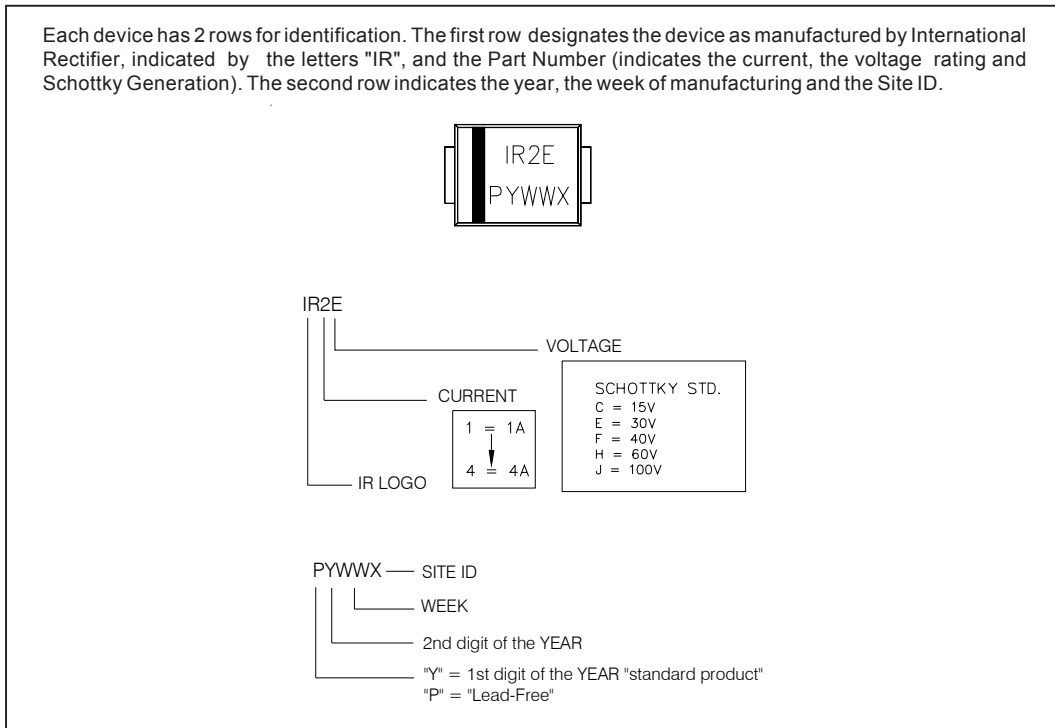 Each device has 2 rows for identification. The first row designates the device as manufactured by International
Rectifier, indicated by the letters "IR", and the Part Number (indicates the current, the voltage rating and
Schottky Generation). The second row indicates the year, the week of manufacturing and the Site ID.
IR2E
PYWWX
IR2E
VOLTAGE
SCHOTTKY STD.
C = 15V
E = 30V
F = 40V
H = 60V
J = 100V
CURRENT
1 = 1A
4 = 4A
IR LOGO
PYWWX
SITE ID
WEEK
2nd digit of the YEAR
"Y" = 1st digit of the YEAR "standard product"
"P" = "Lead-Free"